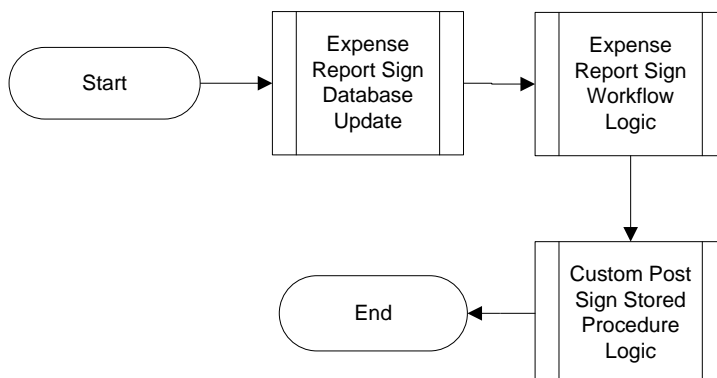 Start
Expense
Report Sign
Database
Update
Expense
Report Sign
Workflow
Logic
Custom Post
Sign Stored
Procedure
Logic
End